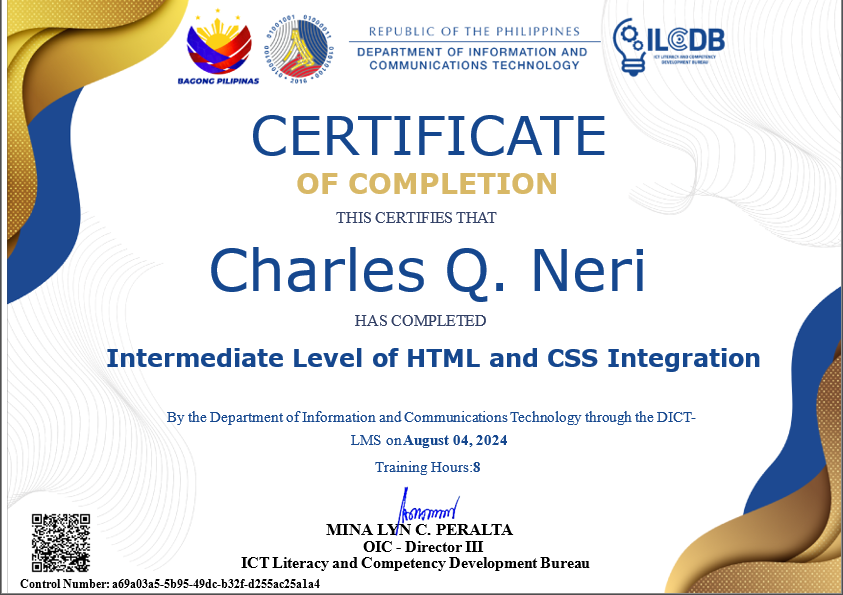 REPUBLIC OF THE PHILIPPINES
DEPARTMENT OF INFORMATION AND
COMMUNICATIONS TECHNOLOGY
BAGONG PILIPINAS
2016
ILCDB
ICT LITERACY AND COMPETENCY
DEVELOPMENT BUREAU
CERTIFICATE
OF COMPLETION
THIS CERTIFIES THAT
Charles Q. Neri
HAS COMPLETED
Intermediate Level of HTML and CSS Integration
By the Department of Information and Communications Technology through the DICT-
LMS on August 04, 2024
Training Hours:8
MINA LYN C. PERALTA
OIC - Director III
ICT Literacy and Competency Development Bureau
Control Number: a69a03a5-5b95-49dc-b32f-d255ac25a1a4